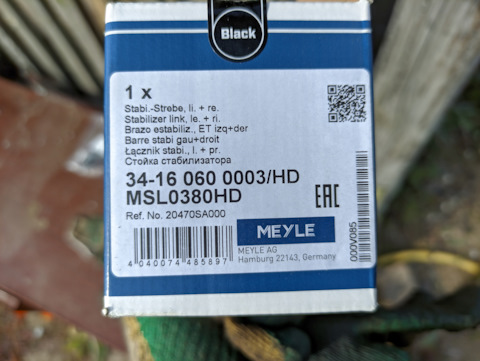 Black
1 x
Stabi.-Strebe, li. + re.
Stabilizer link, le. + ri.
Brazo estabiliz., ET izq+der
Barre stabi gau+droit
Łącznik stabi., l. + pr.
Стойка стабилизатора
34-16 060 0003/HD
MSL0380HD
Ref. No. 20470SA000
EAC
MEYLE
MEYLE AG
Hamburg 22143, Germany
4 040074 485897
000V085